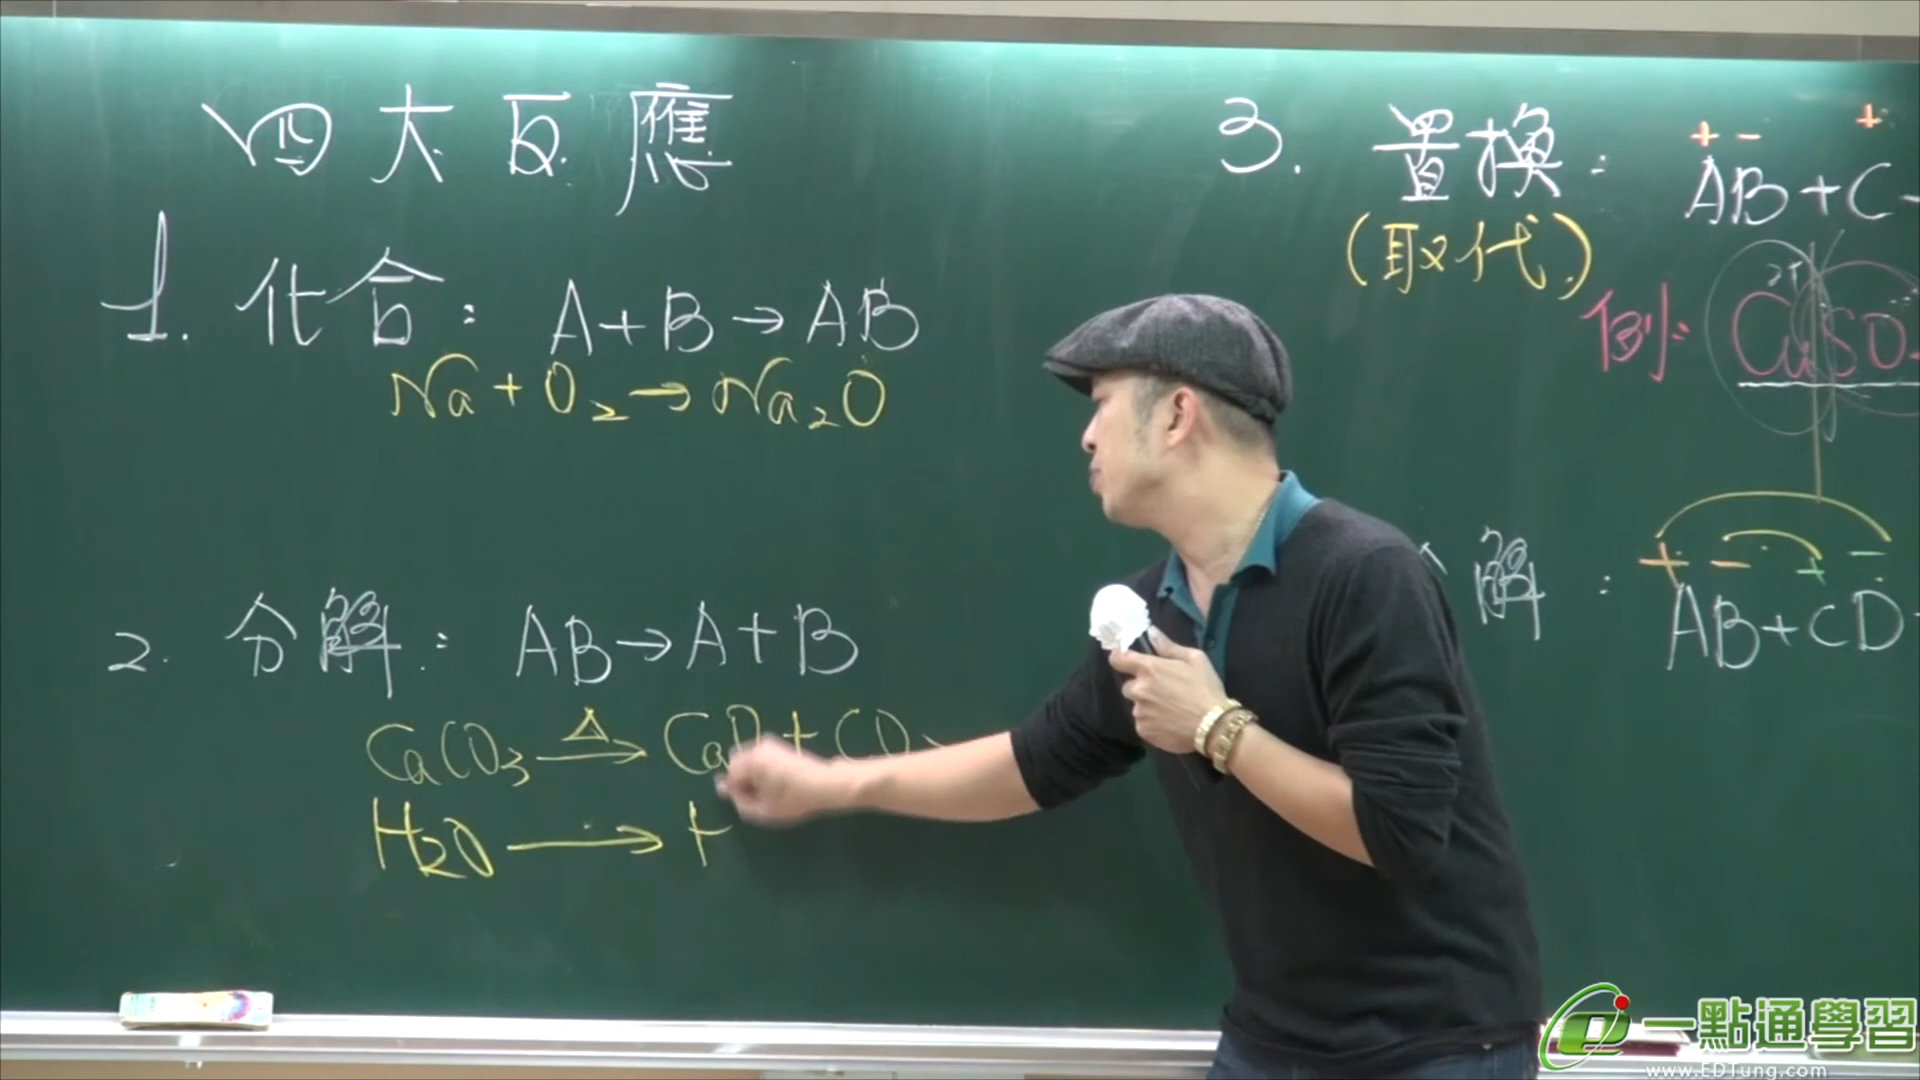 四大反應
1. 化合: A+B→AB
Na+O₂→Na₂O
2. 分解: AB→A+B
CaCO₃ △→ CaO+CO
H₂O →
3. 置換: AB+C
(取代)
例: CuSO
解: AB+CD
一點通學習
www.EDTung.com